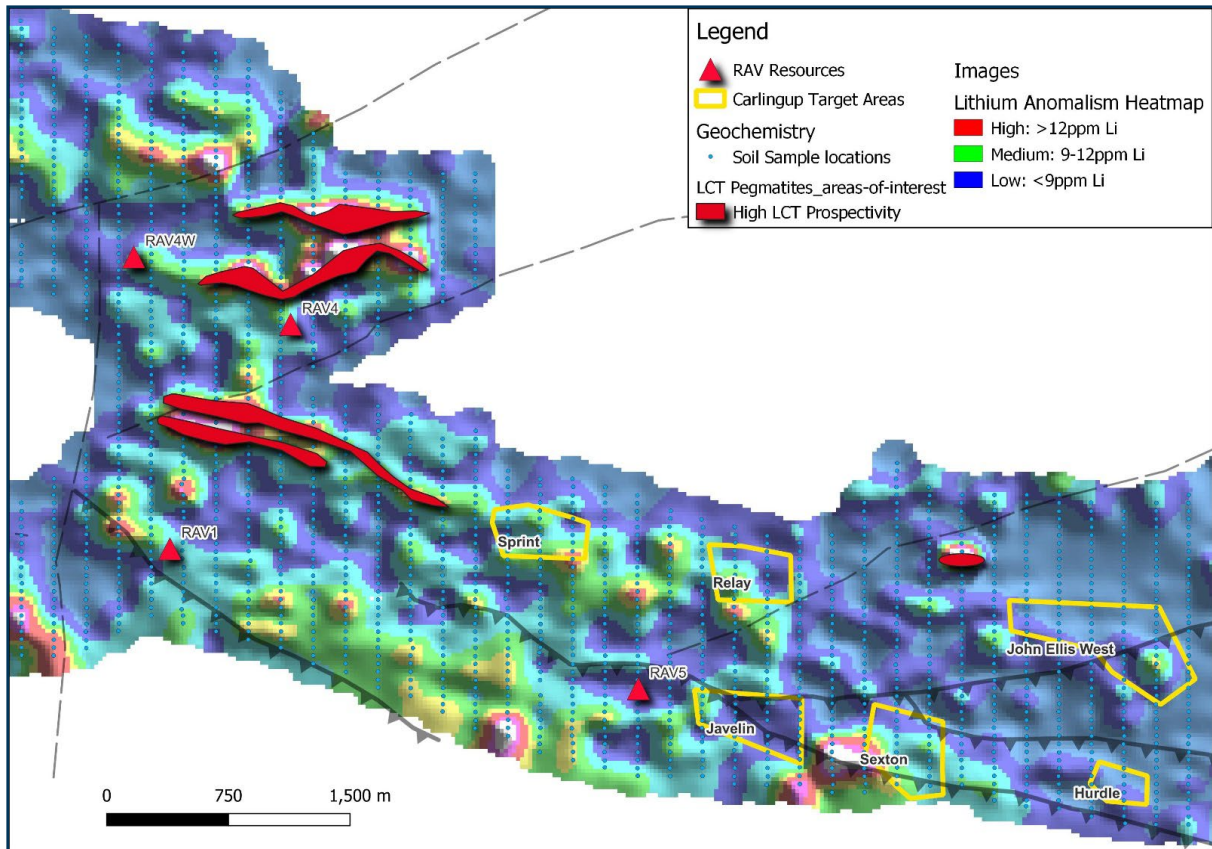 Legend
RAV Resources
Carlingup Target Areas
Geochemistry
Soil Sample locations
LCT Pegmatites_areas-of-interest
High LCT Prospectivity
Images
Lithium Anomalism Heatmap
High: >12ppm Li
Medium: 9-12ppm Li
Low: <9ppm Li
RAV4W
RAV4
RAV1
Sprint
Relay
John Ellis West
RAV5
Javelin
Sexton
Hurdle
0 750 1,500 m